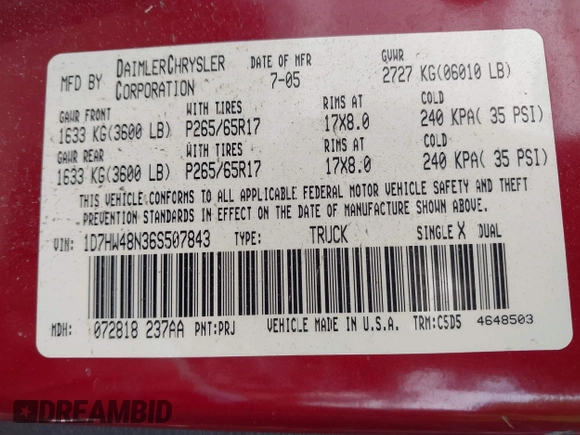 MFD BY DAIMLERCHRYSLER CORPORATION DATE OF MFR 7-05 GVWR 2727 KG(06010 LB)
GAWR FRONT WITH TIRES RIMS AT COLD
1633 KG(3600 LB) P265/65R17 17X8.0 240 KPA( 35 PSI)
GAWR REAR WITH TIRES RIMS AT COLD
1633 KG(3600 LB) P265/65R17 17X8.0 240 KPA( 35 PSI)
THIS VEHICLE CONFORMS TO ALL APPLICABLE FEDERAL MOTOR VEHICLE SAFETY AND THEFT
PREVENTION STANDARDS IN EFFECT ON THE DATE OF MANUFACTURE SHOWN ABOVE.
VIN: 1D7HW48N36S507843 TYPE: TRUCK SINGLE X DUAL
MDH: 072818 237AA PNT:PRJ VEHICLE MADE IN U.S.A. TRM:C5D5 4648503
DREAMBID